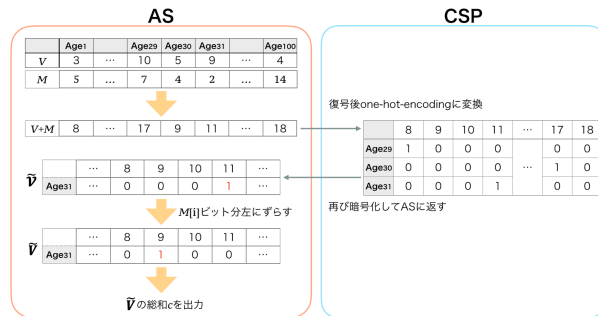 AS
CSP
Age1 Age29 Age30 Age31 Age100
V 3 … 10 5 9 … 4
M 5 … 7 4 2 … 14
復号後one-hot-encodingに変換
V+M 8 … 17 9 11 … 18
8 9 10 11 … 17 18
Age29 1 0 0 0 0 0
Age30 0 0 0 0 … 1 0
Age31 0 0 0 1 0 0
再び暗号化してASに返す
… 8 9 10 11 …
Ṽ Age31 … 0 0 0 1 …
M[i]ビット分左にずらす
… 8 9 10 11 …
Ṽ Age31 … 0 1 0 0 …
Ṽの総和cを出力